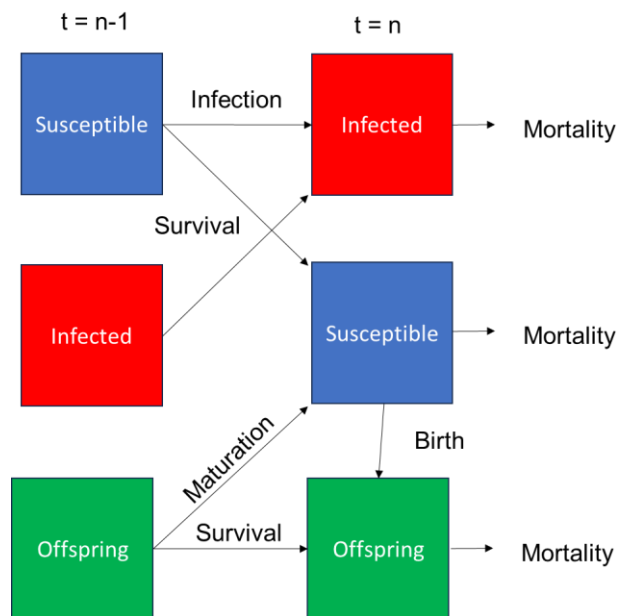 t = n-1
t = n
Susceptible
Infection
Infected
Mortality
Survival
Infected
Susceptible
Mortality
Maturation
Birth
Offspring
Survival
Offspring
Mortality